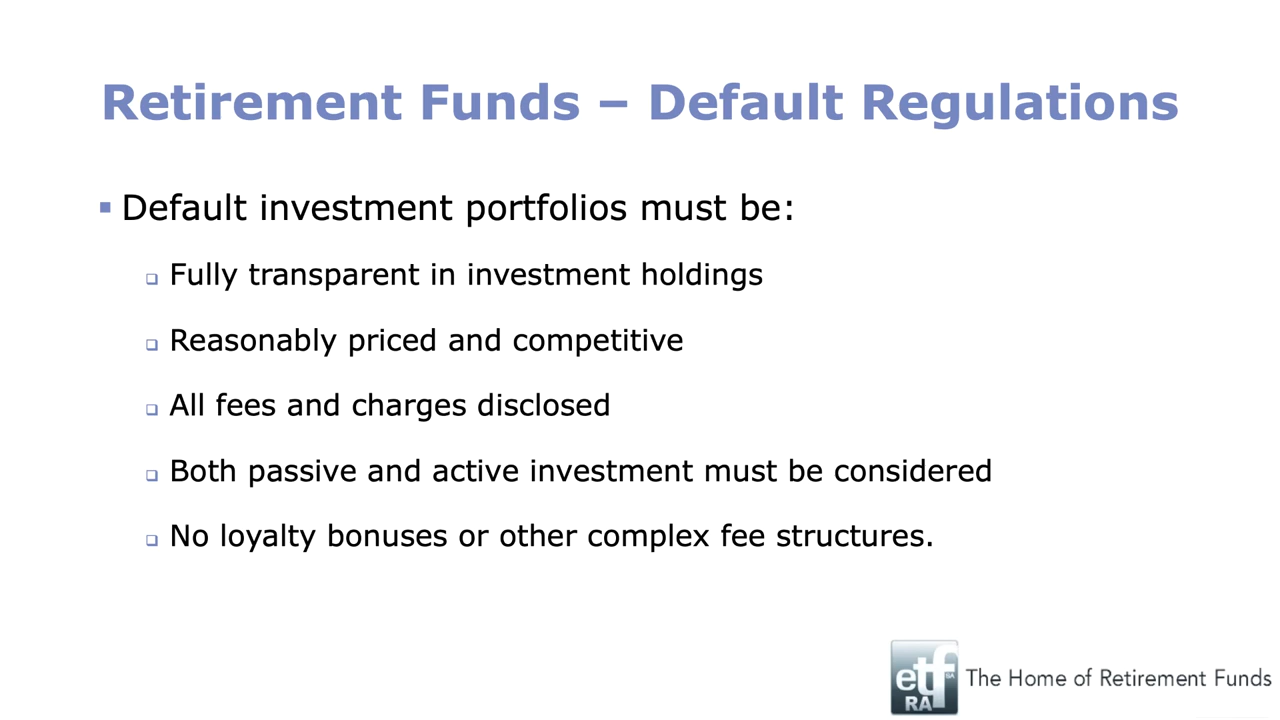 Retirement Funds – Default Regulations
Default investment portfolios must be:
Fully transparent in investment holdings
Reasonably priced and competitive
All fees and charges disclosed
Both passive and active investment must be considered
No loyalty bonuses or other complex fee structures.
etf
SA
RA
The Home of Retirement Funds